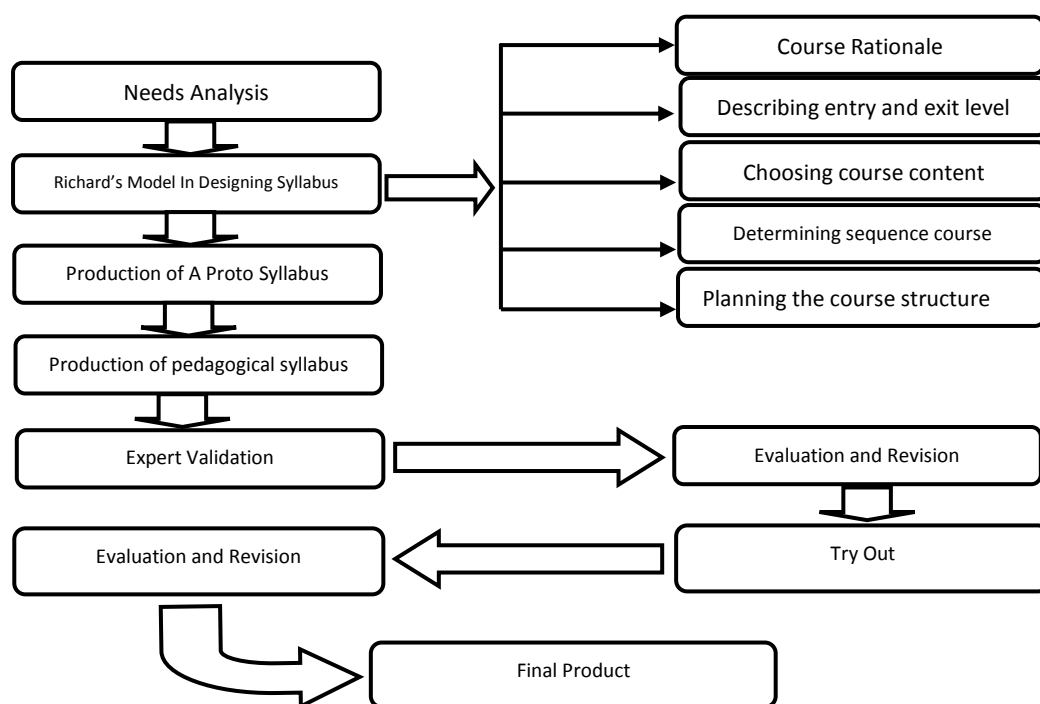 Needs Analysis
Richard's Model In Designing Syllabus
Production of A Proto Syllabus
Production of pedagogical syllabus
Expert Validation
Course Rationale
Describing entry and exit level
Choosing course content
Determining sequence course
Planning the course structure
Evaluation and Revision
Try Out
Evaluation and Revision
Final Product